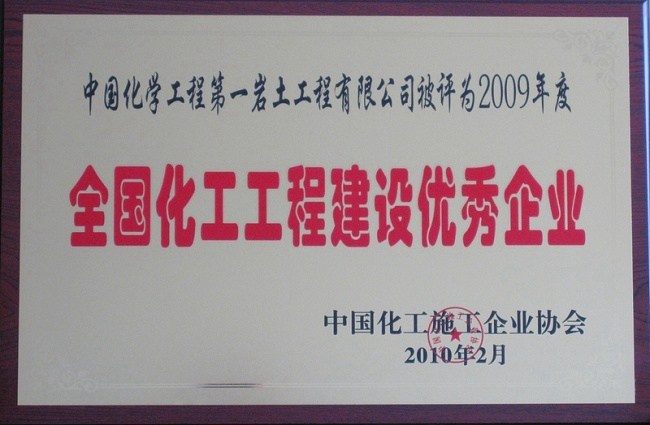 中国化学工程第一岩土工程有限公司被评为2009年度
全国化工工程建设优秀企业
中国化工施工企业协会
2010年2月